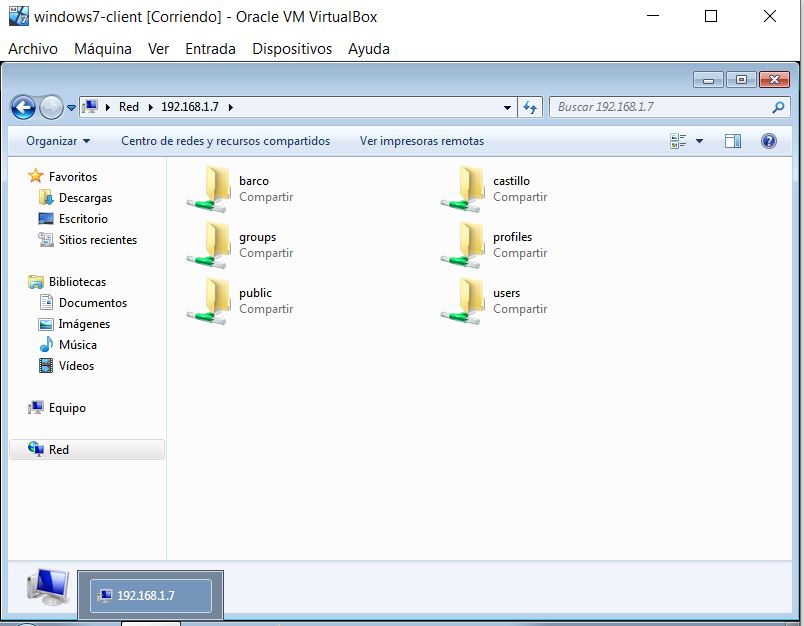 windows7-client [Corriendo] - Oracle VM VirtualBox
Archivo Máquina Ver Entrada Dispositivos Ayuda
Red 192.168.1.7 Buscar 192.168.1.7
Organizar Centro de redes y recursos compartidos Ver impresoras remotas
Favoritos
Descargas
Escritorio
Sitios recientes
Bibliotecas
Documentos
Imágenes
Música
Vídeos
Equipo
Red
barco
Compartir
castillo
Compartir
groups
Compartir
profiles
Compartir
public
Compartir
users
Compartir
192.168.1.7